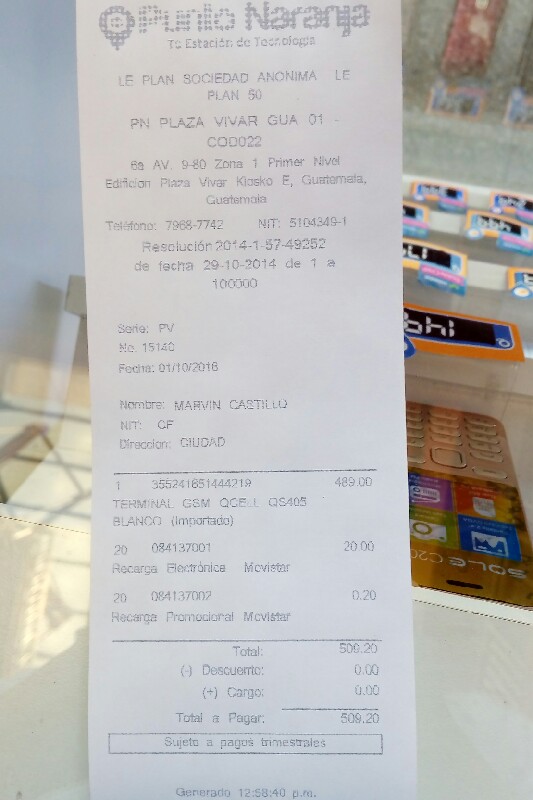 Punto Naranja
Tu Estación de Tecnología
LE PLAN SOCIEDAD ANONIMA LE
PLAN 50
PN PLAZA VIVAR GUA 01 -
COD022
6a AV. 9-80 Zona 1 Primer Nivel
Edificion Plaza Vivar Kiosko E, Guatemala,
Guatemala
Teléfono: 7968-7742 NIT: 5104349-1
Resolución 2014-1-57-49252
de fecha 29-10-2014 de 1 a
100000
Serie: PV
No. 15140
Fecha: 01/10/2016
Nombre: MARVIN CASTILLO
NIT: CF
Direccion: CIUDAD
1 355241651444219 489.00
TERMINAL GSM QCELL QS405
BLANCO (Importado)
20 084137001 20.00
Recarga Electrónica Movistar
20 084137002 0.20
Recarga Promocional Movistar
Total: 509.20
(-) Descuento: 0.00
(+) Cargo: 0.00
Total a Pagar: 509.20
Sujeto a pagos trimestrales
Generado 12:58:40 p.m.
SOLE C20